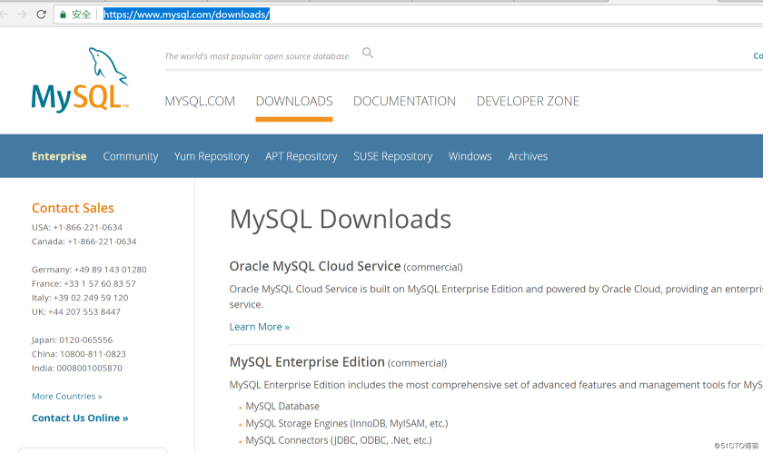 安全 https://www.mysql.com/downloads/
The world's most popular open source database
MySQL™
MYSQL.COM DOWNLOADS DOCUMENTATION DEVELOPER ZONE
Enterprise Community Yum Repository APT Repository SUSE Repository Windows Archives
Contact Sales
USA: +1-866-221-0634
Canada: +1-866-221-0634
Germany: +49 89 143 01280
France: +33 1 57 60 83 57
Italy: +39 02 249 59 120
UK: +44 207 553 8447
Japan: 0120-065556
China: 10800-811-0823
India: 0008001005870
More Countries »
Contact Us Online »
MySQL Downloads
Oracle MySQL Cloud Service (commercial)
Oracle MySQL Cloud Service is built on MySQL Enterprise Edition and powered by Oracle Cloud, providing an enterpris
service.
Learn More »
MySQL Enterprise Edition (commercial)
MySQL Enterprise Edition includes the most comprehensive set of advanced features and management tools for MyS
MySQL Database
MySQL Storage Engines (InnoDB, MyISAM, etc.)
MySQL Connectors (JDBC, ODBC, .Net, etc.)
@51CTO博客